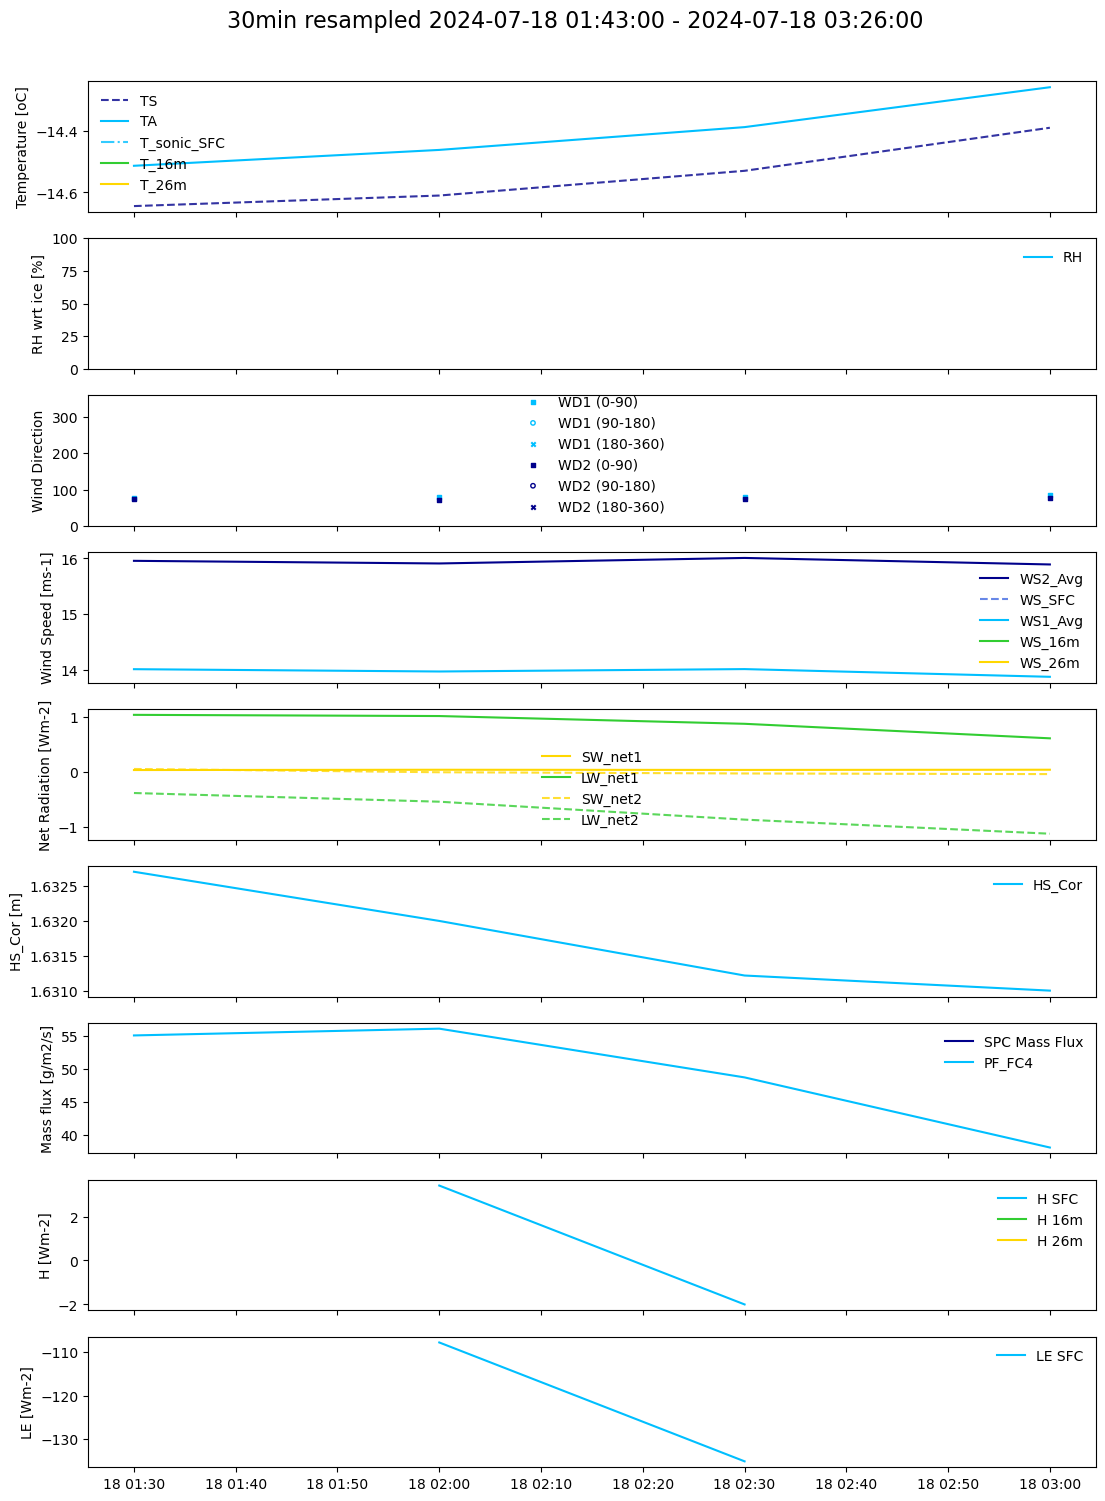 30min resampled 2024-07-18 01:43:00 - 2024-07-18 03:26:00
Temperature [oC]
−14.4
−14.6
TS
TA
T_sonic_SFC
T_16m
T_26m
RH wrt ice [%]
100
75
50
25
0
RH
Wind Direction
300
200
100
0
WD1 (0-90)
WD1 (90-180)
WD1 (180-360)
WD2 (0-90)
WD2 (90-180)
WD2 (180-360)
Wind Speed [ms-1]
16
15
14
WS2_Avg
WS_SFC
WS1_Avg
WS_16m
WS_26m
Net Radiation [Wm-2]
1
0
−1
SW_net1
LW_net1
SW_net2
LW_net2
HS_Cor [m]
1.6325
1.6320
1.6315
1.6310
HS_Cor
Mass flux [g/m2/s]
55
50
45
40
SPC Mass Flux
PF_FC4
H [Wm-2]
2
0
−2
H SFC
H 16m
H 26m
LE [Wm-2]
−110
−120
−130
LE SFC
18 01:30 18 01:40 18 01:50 18 02:00 18 02:10 18 02:20 18 02:30 18 02:40 18 02:50 18 03:00